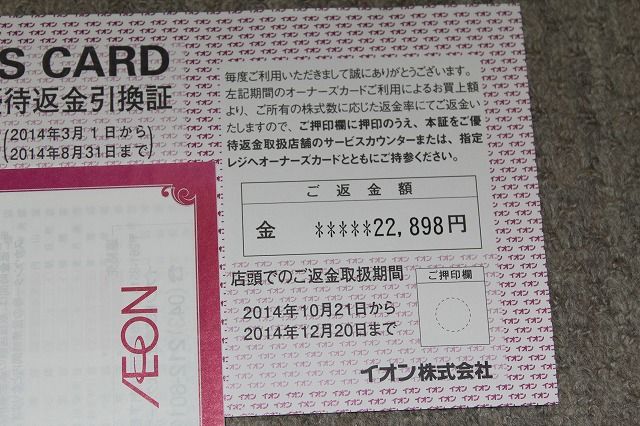 S CARD
待返金引換証
(2014年3月1日から
2014年8月31日まで)
毎度ご利用いただきまして誠にありがとうございます。
左記期間のオーナーズカードご利用によるお買上額
より、ご所有の株式数に応じた返金率にてご返金い
たしますので、ご押印欄に押印のうえ、本証をご優
待返金取扱店舗のサービスカウンターまたは、指定
レジへオーナーズカードとともにご持参ください。
ご返金額
金 *****22,898円
店頭でのご返金取扱期間
2014年10月21日から
2014年12月20日まで
ご押印欄
イオン株式会社
ÆON